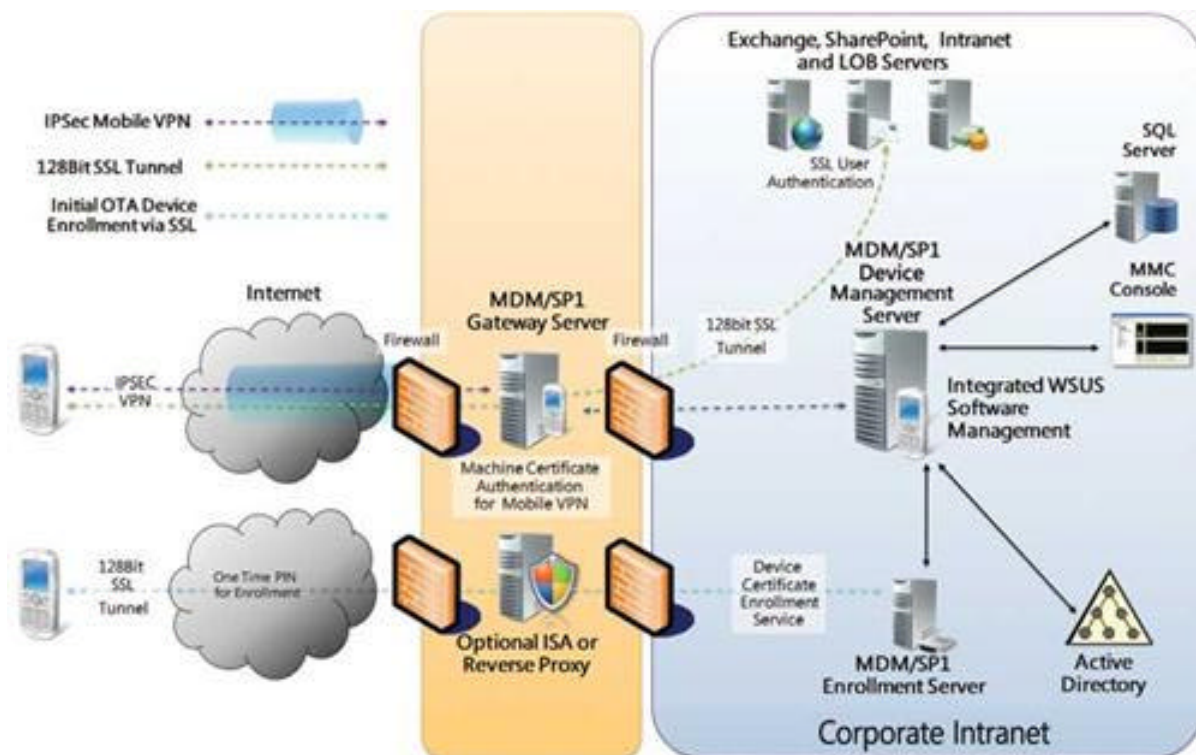 IPSec Mobile VPN
128Bit SSL Tunnel
Initial OTA Device
Enrollment via SSL
Exchange, SharePoint, Intranet
and LOB Servers
SSL User
Authentication
SQL
Server
MDM/SP1
Device
Management
Server
MMC
Console
Internet
MDM/SP1
Gateway Server
Firewall
Firewall
128bit SSL
Tunnel
IPSEC
VPN
Integrated WSUS
Software
Management
Machine Certificate
Authentication
for Mobile VPN
128Bit
SSL
Tunnel
One Time PIN
for Enrollment
Device
Certificate
Enrollment
Service
Optional ISA or
Reverse Proxy
MDM/SP1
Enrollment Server
Active
Directory
Corporate Intranet